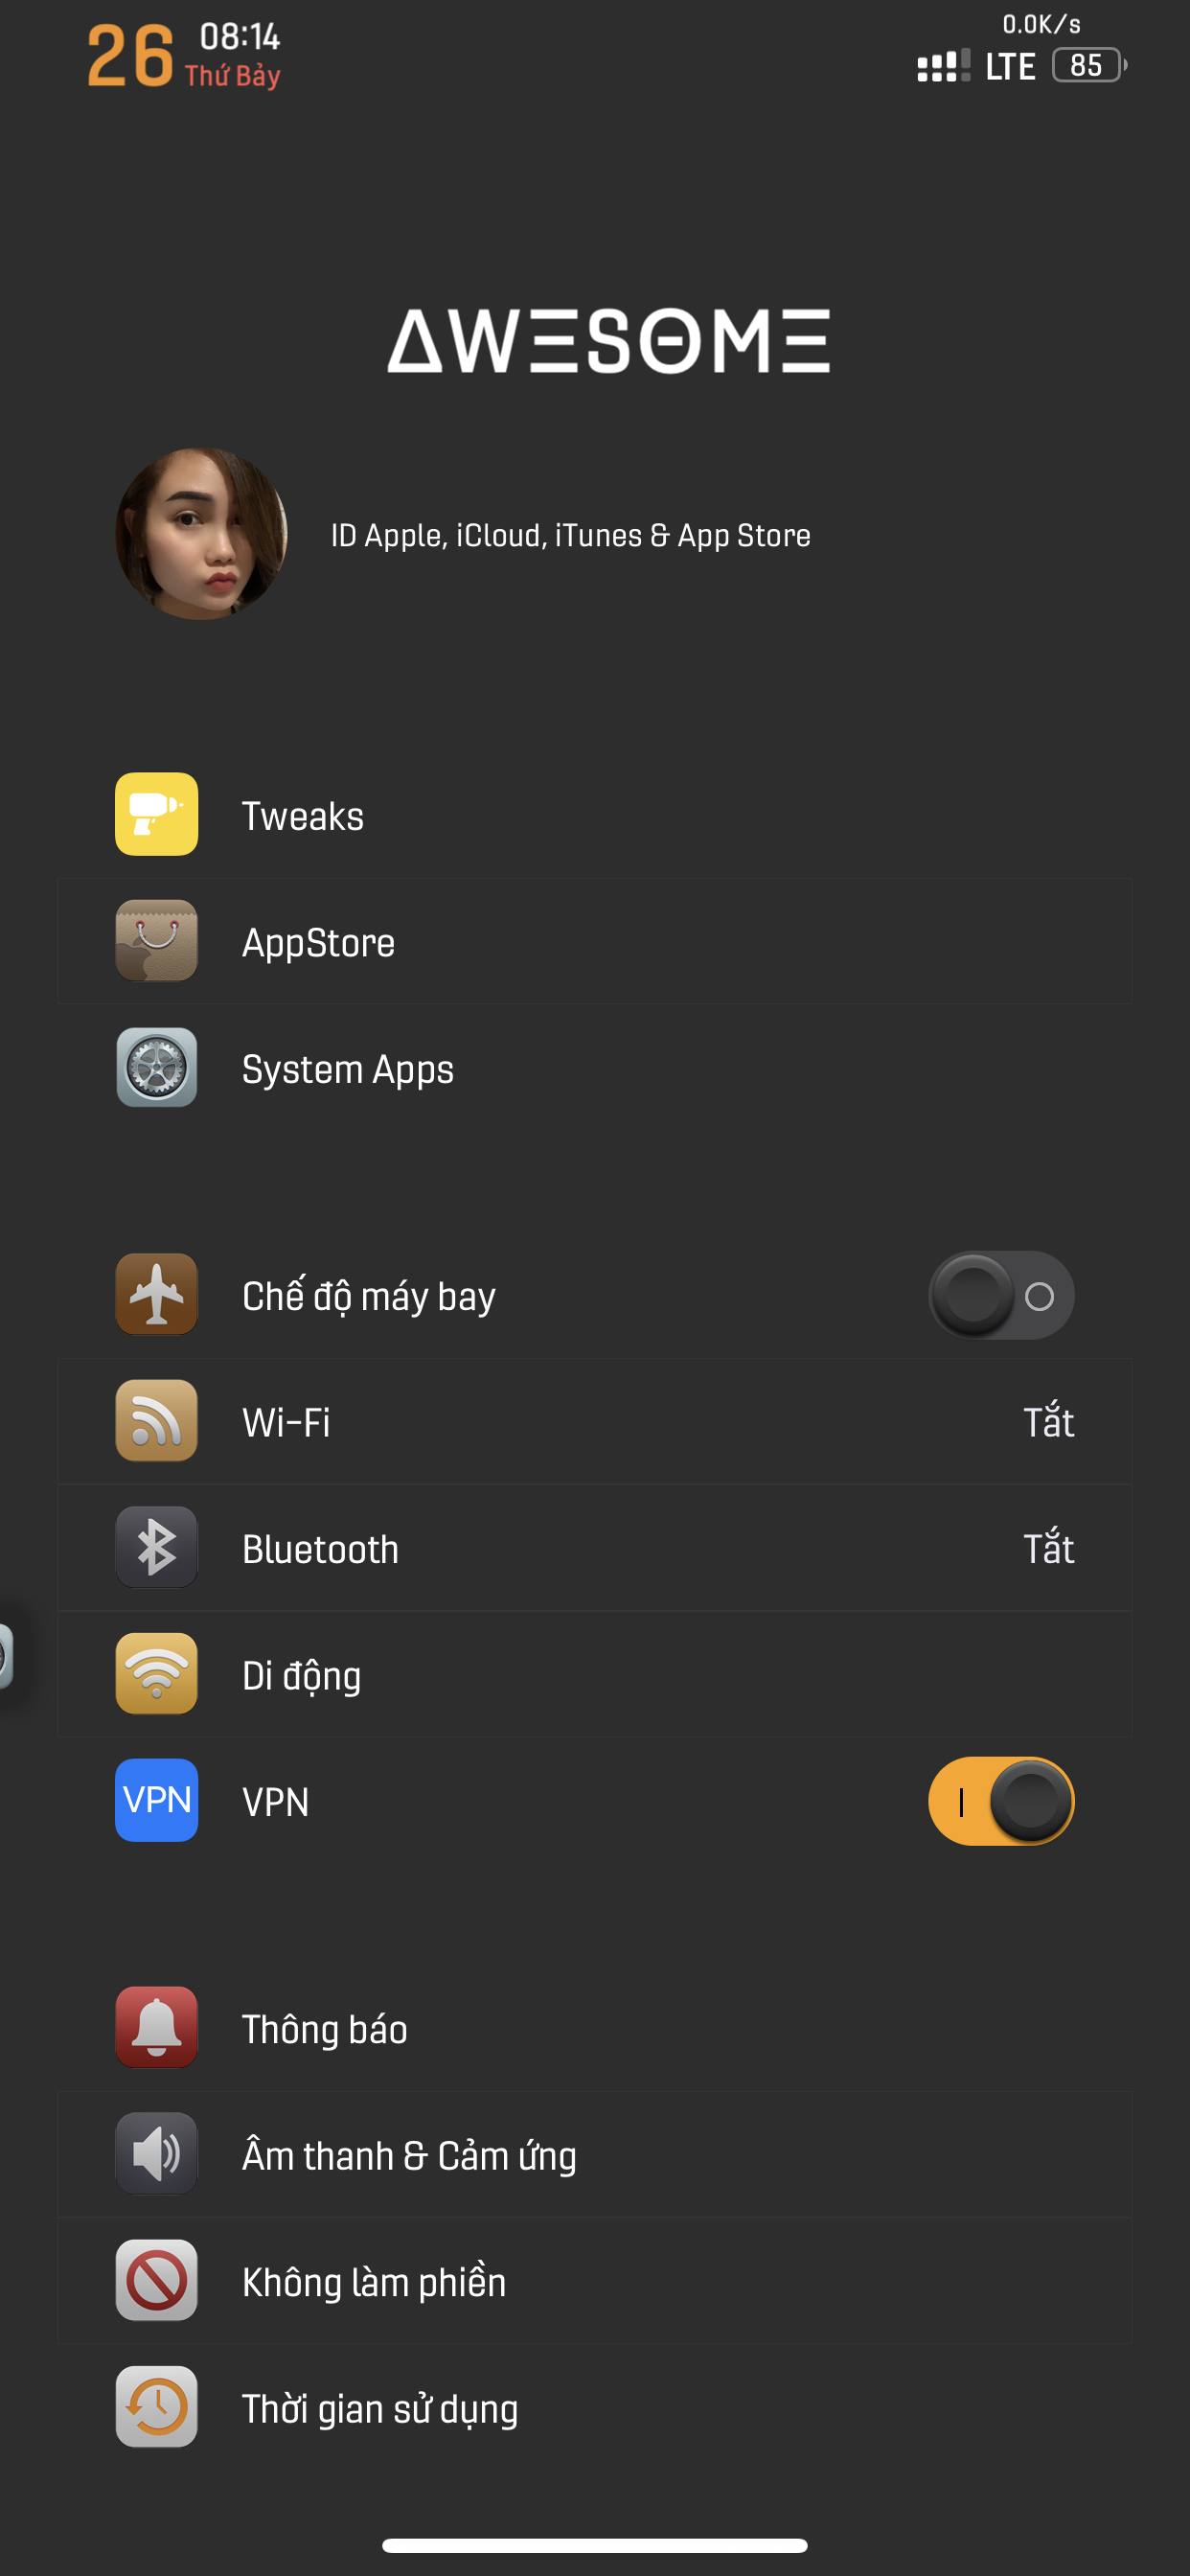 26 08:14
Thứ Bảy
0.0K/s
LTE 85
ΔWΞSΘMΞ
ID Apple, iCloud, iTunes & App Store
Tweaks
AppStore
System Apps
Chế độ máy bay
Wi-Fi Tắt
Bluetooth Tắt
Di động
VPN VPN
Thông báo
Âm thanh & Cảm ứng
Không làm phiền
Thời gian sử dụng